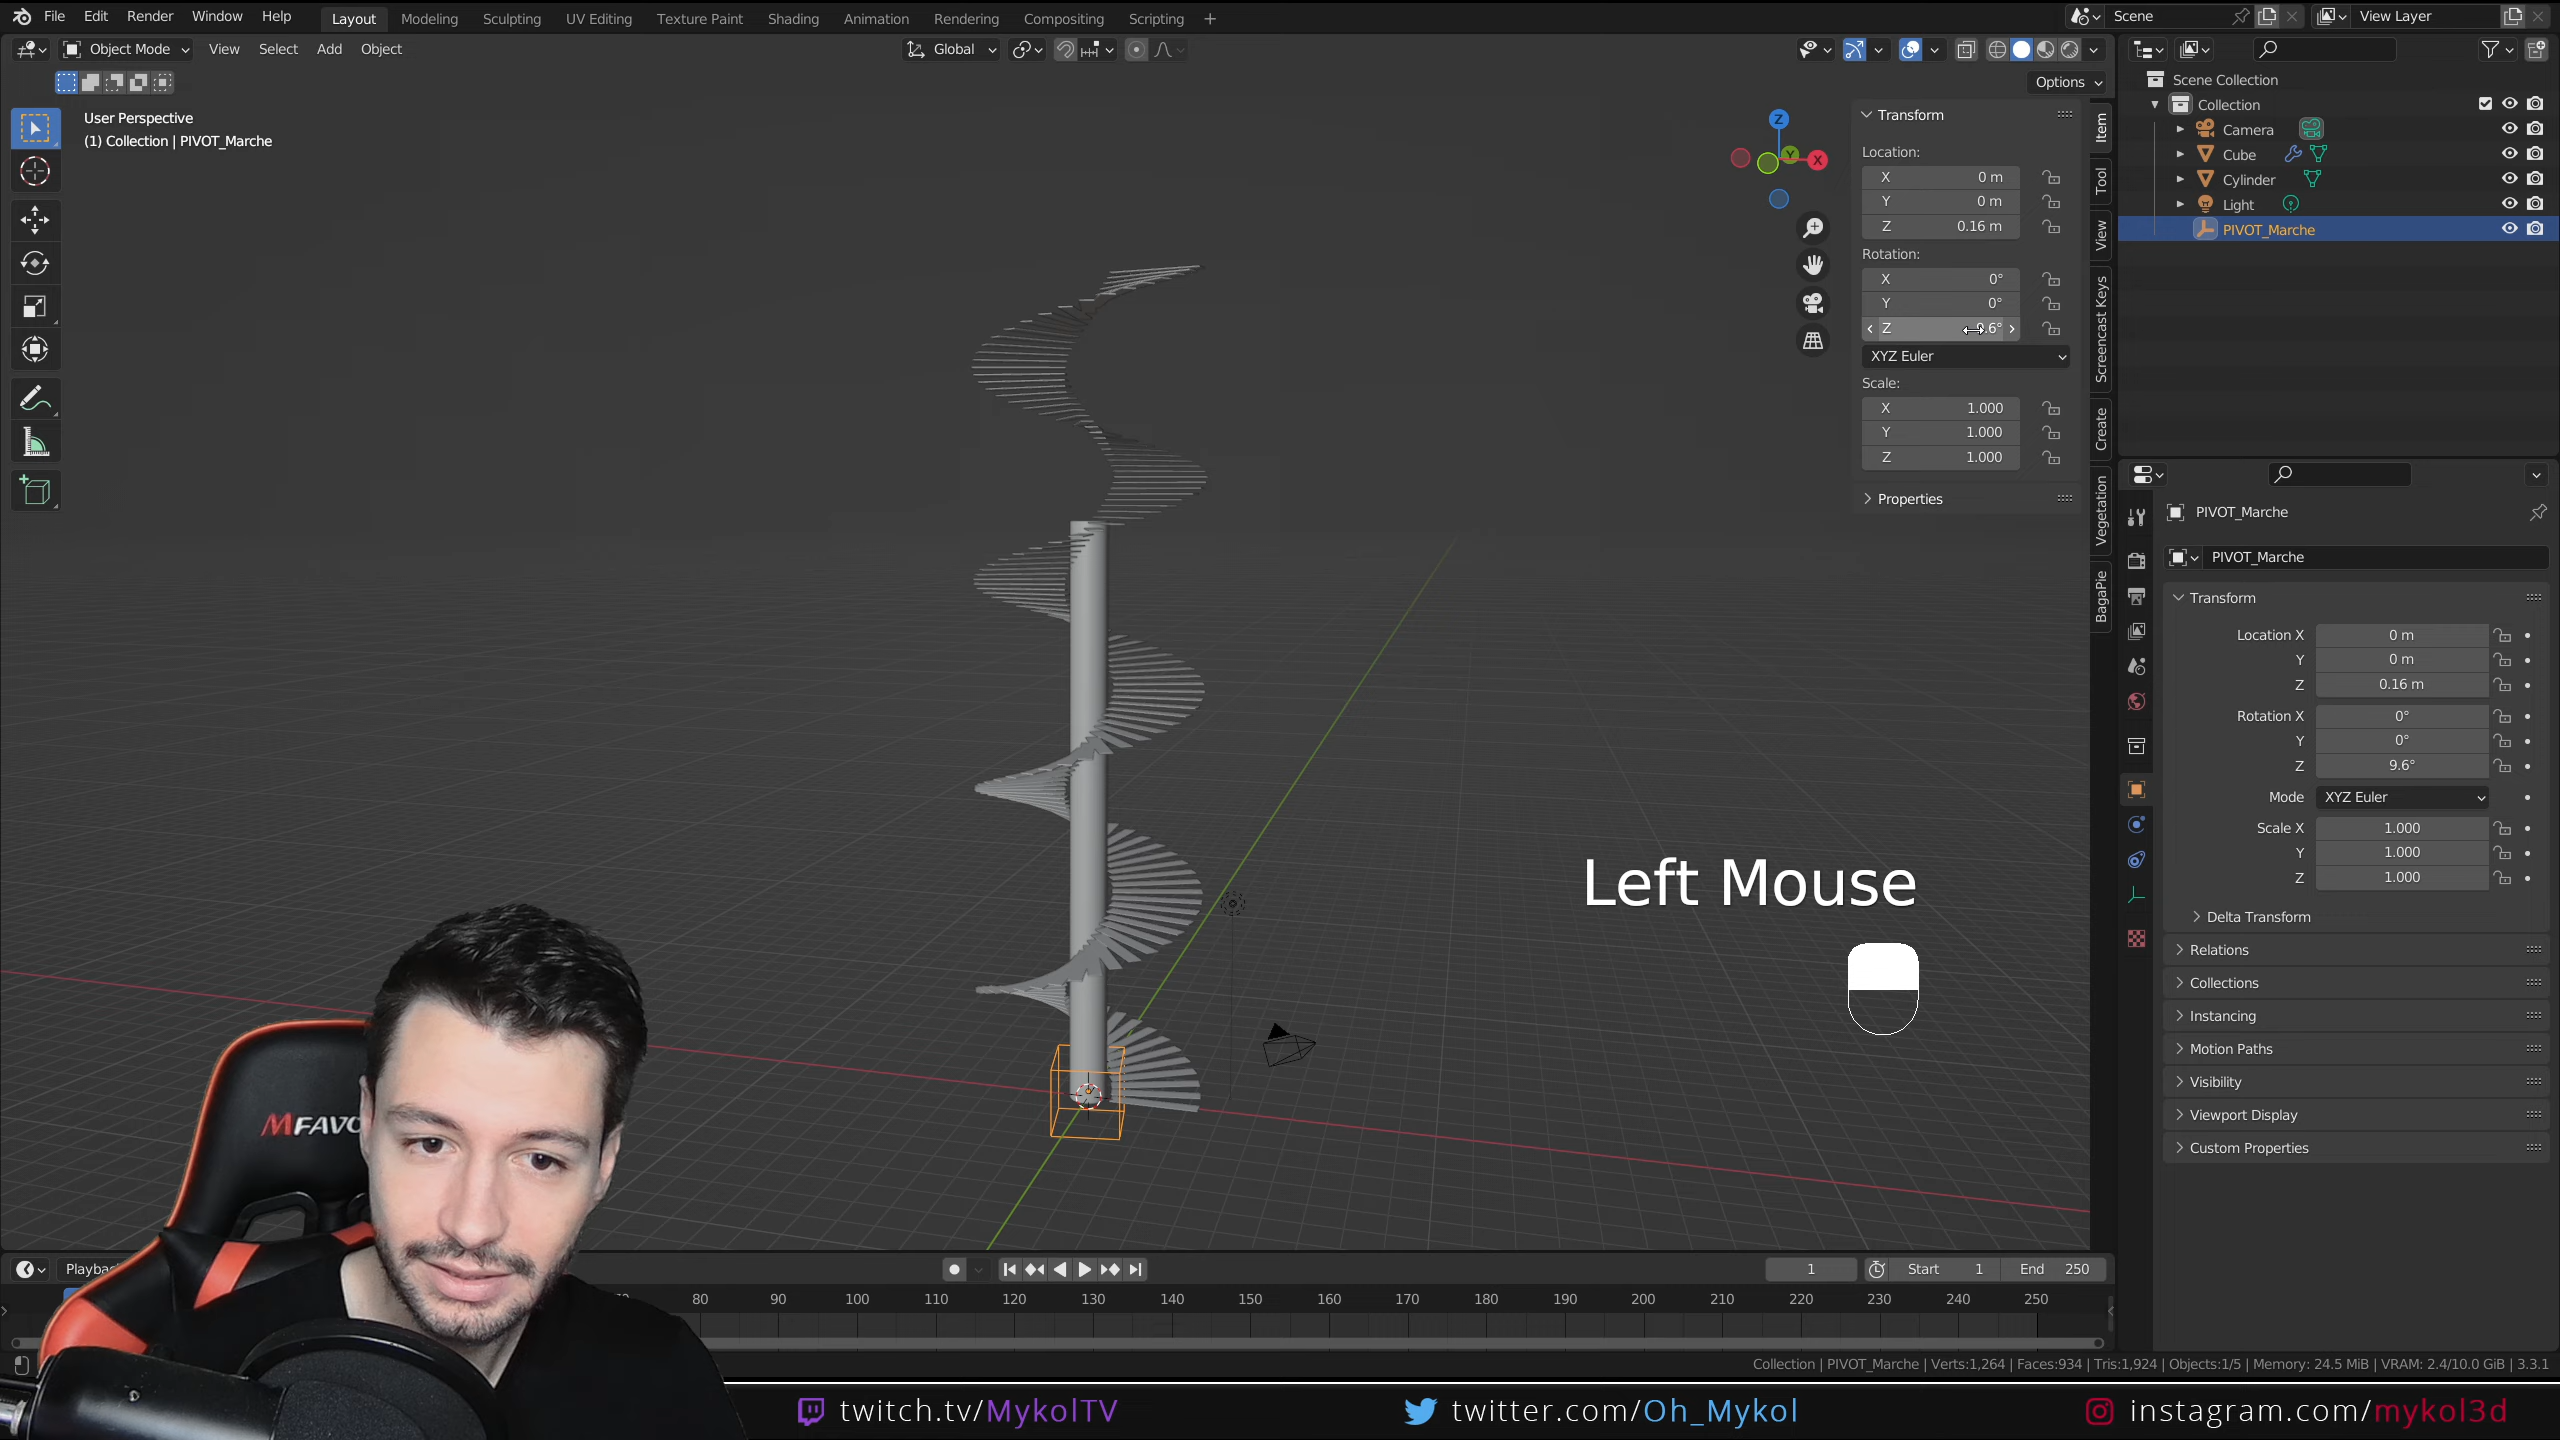 File Edit Render Window Help Layout Modeling Sculpting UV Editing Texture Paint Shading Animation Rendering Compositing Scripting + Scene View Layer
Object Mode View Select Add Object Global
Options
User Perspective
(1) Collection | PIVOT_Marche
Z
Y
X
Transform
Location:
X 0 m
Y 0 m
Z 0.16 m
Rotation:
X 0°
Y 0°
Z 9.6°
XYZ Euler
Scale:
X 1.000
Y 1.000
Z 1.000
Properties
Item
Tool
View
Screencast Keys
Create
Vegetation
BagaPie
Scene Collection
Collection
Camera
Cube
Cylinder
Light
PIVOT_Marche
PIVOT_Marche
PIVOT_Marche
Transform
Location X 0 m
Y 0 m
Z 0.16 m
Rotation X 0°
Y 0°
Z 9.6°
Mode XYZ Euler
Scale X 1.000
Y 1.000
Z 1.000
Delta Transform
Relations
Collections
Instancing
Motion Paths
Visibility
Viewport Display
Custom Properties
Left Mouse
1 Start 1 End 250
80 90 100 110 120 130 140 150 160 170 180 190 200 210 220 230 240 250
Collection | PIVOT_Marche | Verts:1,264 | Faces:934 | Tris:1,924 | Objects:1/5 | Memory: 24.5 MiB | VRAM: 2.4/10.0 GiB | 3.3.1
twitch.tv/MykolTV twitter.com/Oh_Mykol instagram.com/mykol3d